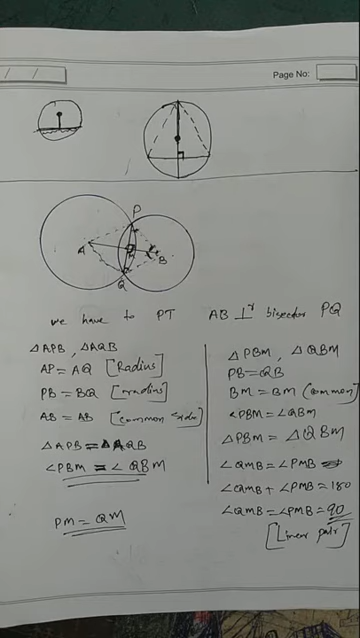 / /
Page No:
P
A
B
Q
we have to PT AB ⊥r bisector PQ
△APB, △AQB
AP = AQ [Radius]
PB = BQ [radius]
AB = AB [common side]
△APB = △AQB
∠PBM = ∠QBM
PM = QM
△PBM, △QBM
PB = QB
BM = BM (common)
∠PBM = ∠QBM
△PBM = △QBM
∠QMB = ∠PMB
∠QMB + ∠PMB = 180
∠QMB = ∠PMB = 90
[Linear pair]